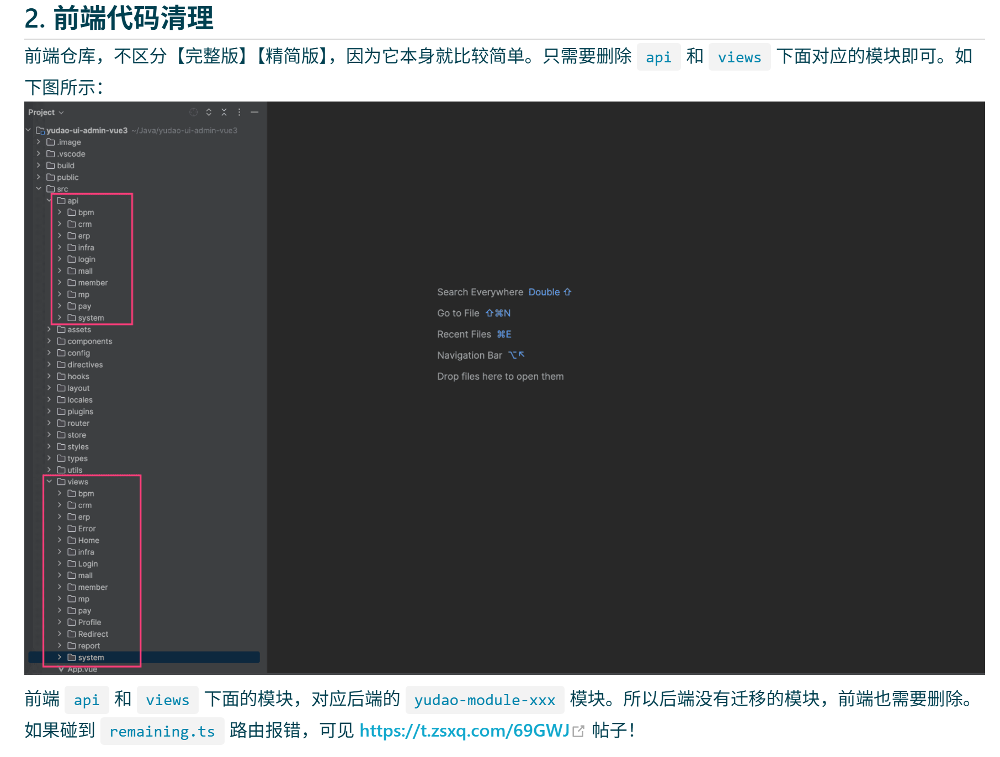 2. 前端代码清理
前端仓库，不区分【完整版】【精简版】，因为它本身就比较简单。只需要删除 api 和 views 下面对应的模块即可。如
下图所示：
Project
yudao-ui-admin-vue3 ~/Java/yudao-ui-admin-vue3
.image
.vscode
build
public
src
api
bpm
crm
erp
infra
login
mall
member
mp
pay
system
assets
components
config
directives
hooks
layout
locales
plugins
router
store
styles
types
utils
views
bpm
crm
erp
Error
Home
infra
Login
mall
member
mp
pay
Profile
Redirect
report
system
App.vue
Search Everywhere Double ⇧
Go to File ⇧⌘N
Recent Files ⌘E
Navigation Bar ⌥↖
Drop files here to open them
前端 api 和 views 下面的模块，对应后端的 yudao-module-xxx 模块。所以后端没有迁移的模块，前端也需要删除。
如果碰到 remaining.ts 路由报错，可见 https://t.zsxq.com/69GWJ 帖子！